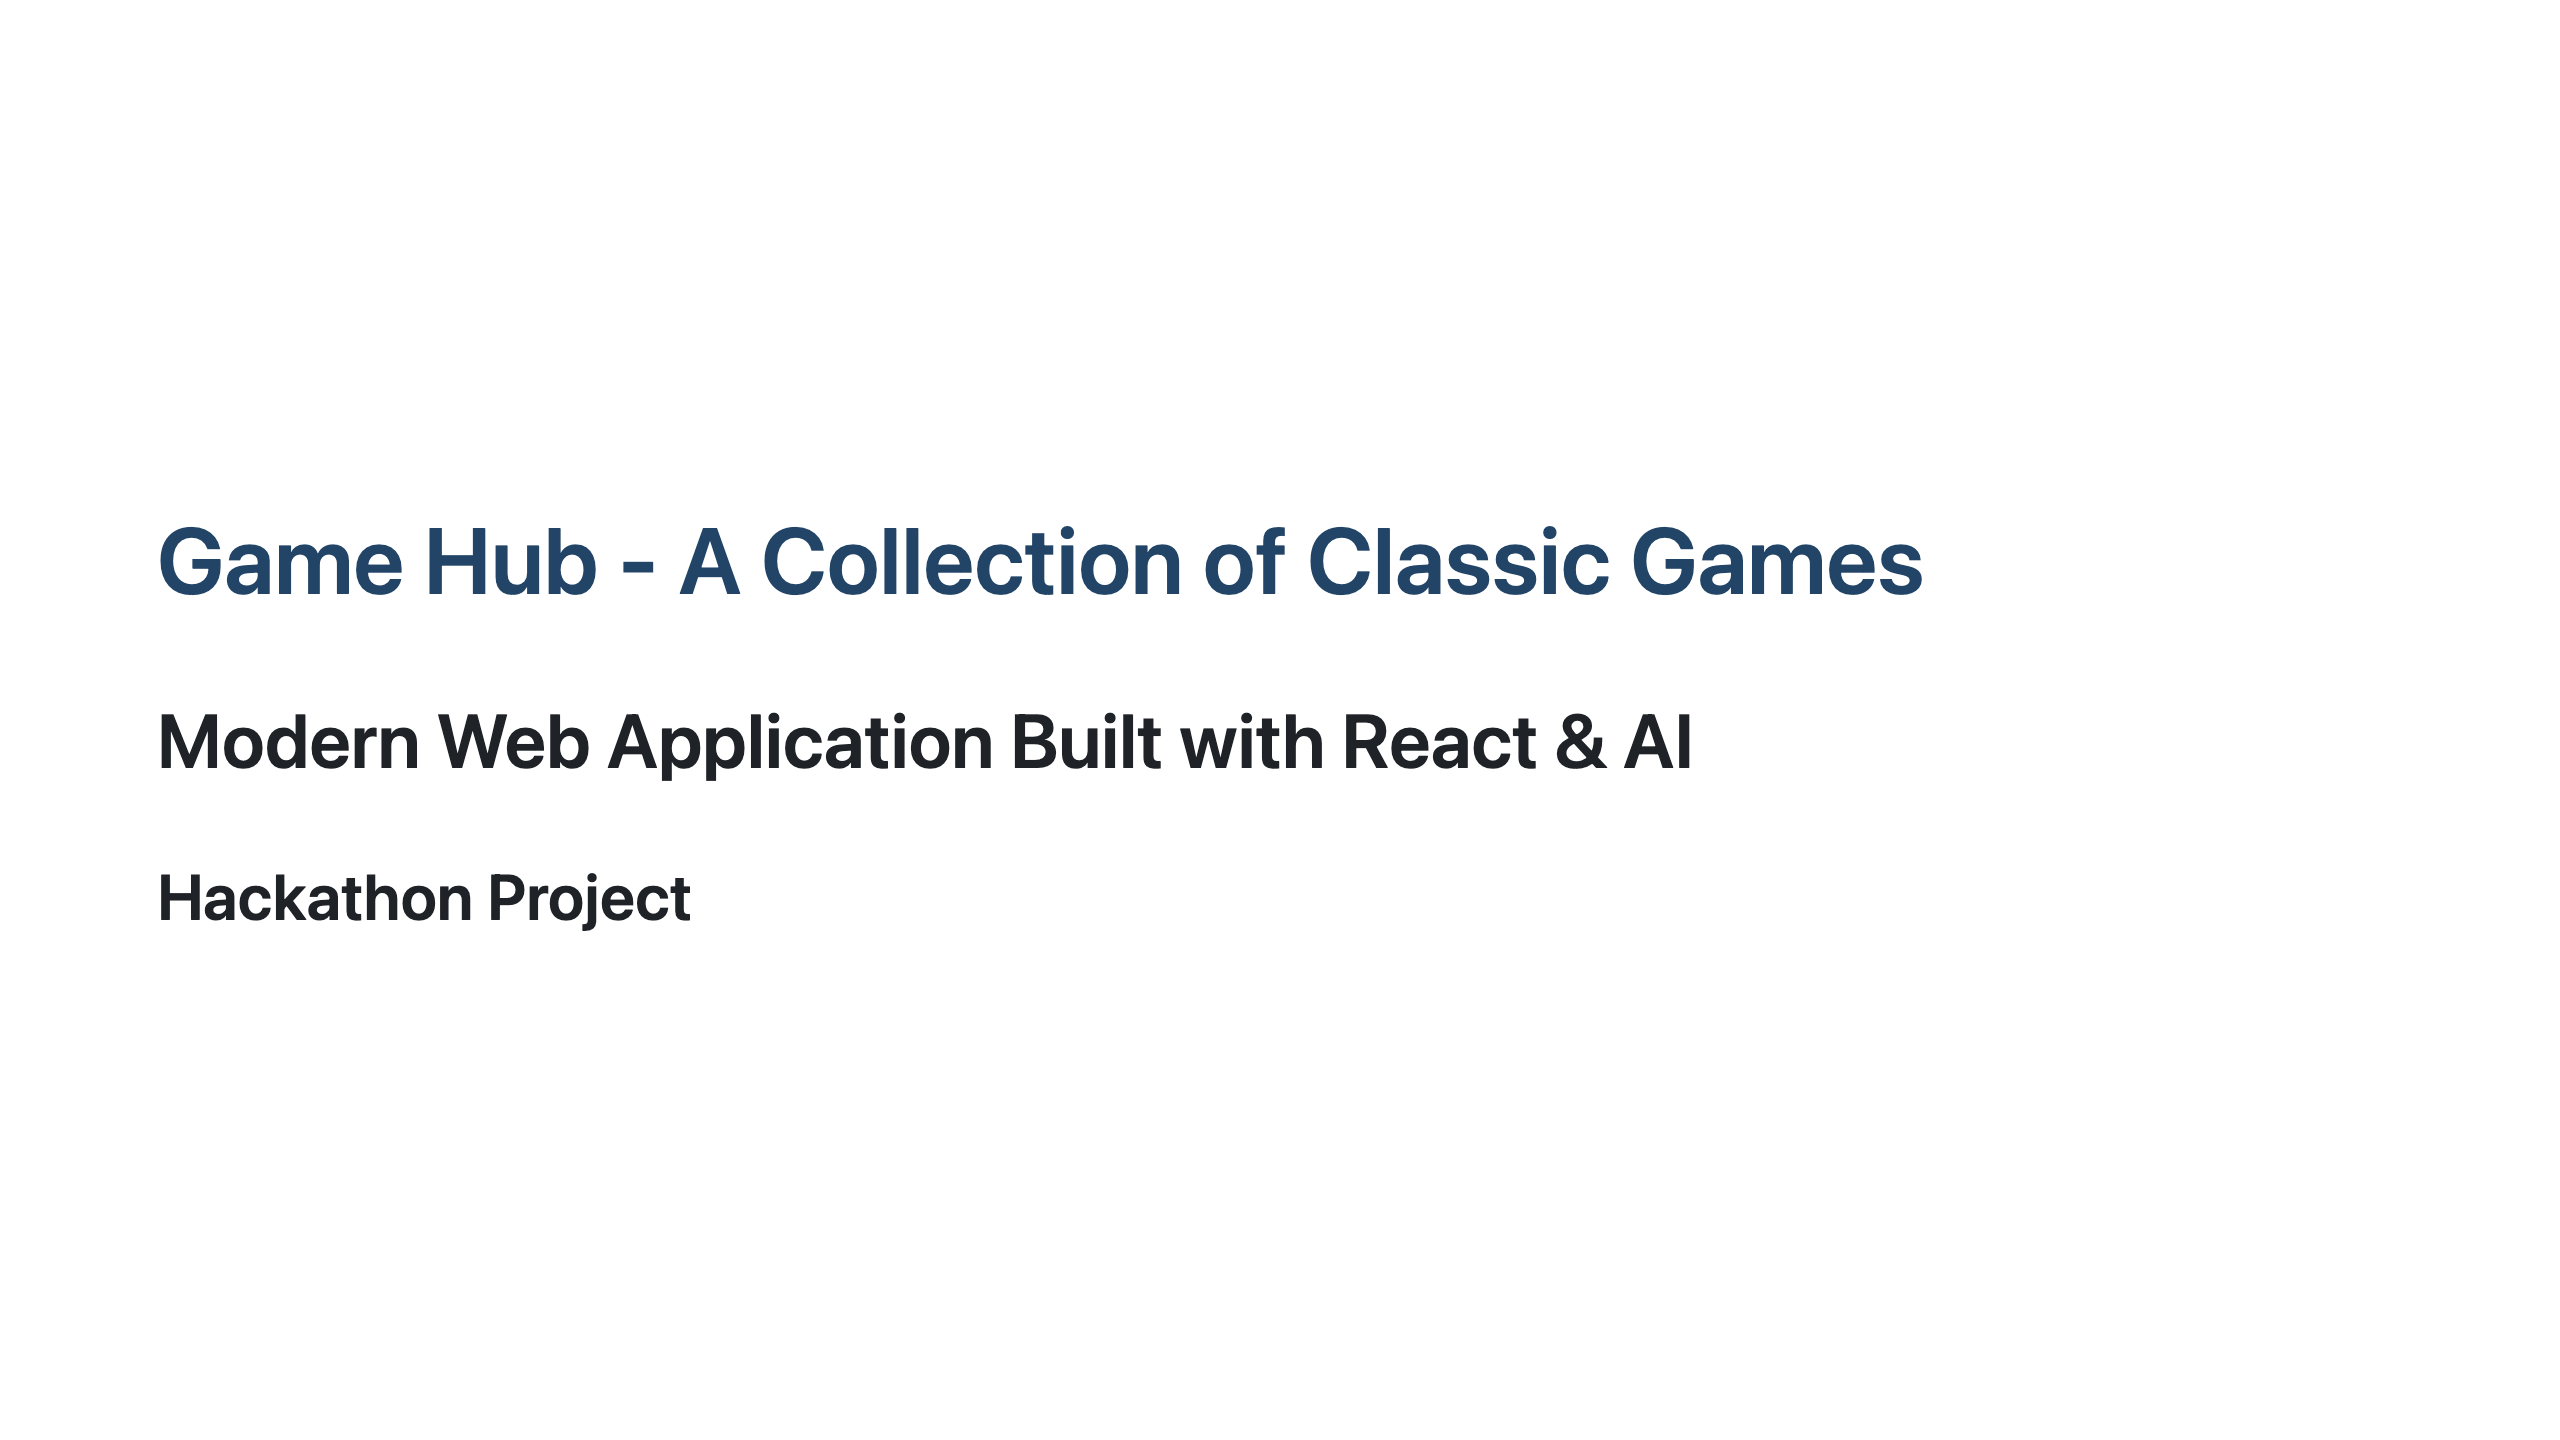 Game Hub - A Collection of Classic Games
Modern Web Application Built with React & AI
Hackathon Project